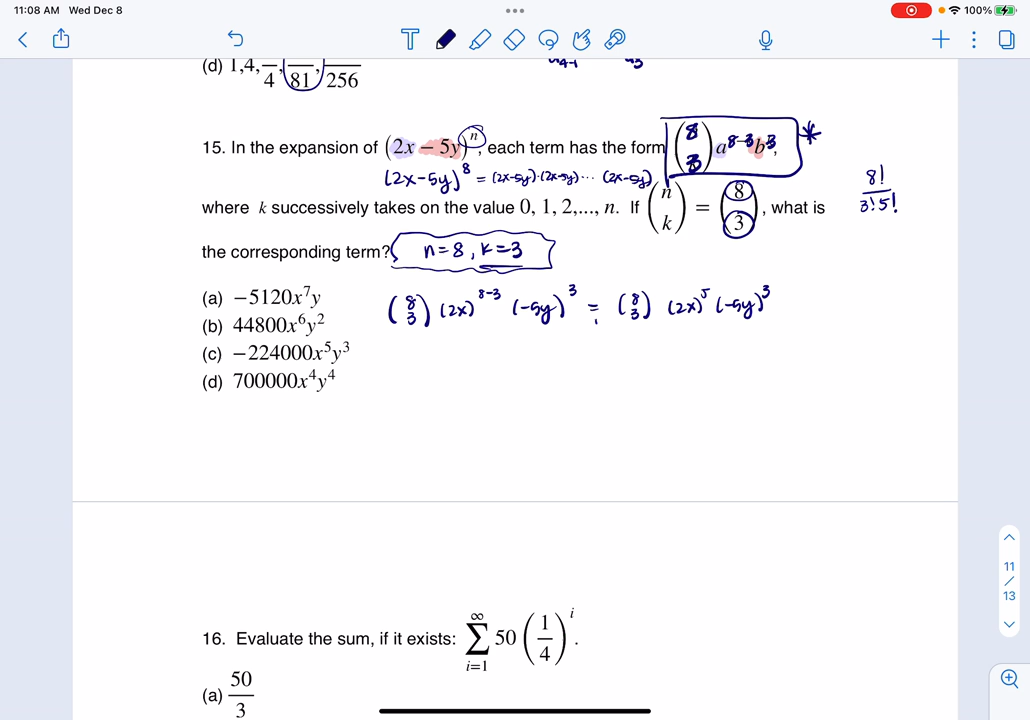 11:08 AM Wed Dec 8
100%
(d) 1,4, 4, 81, 256
15. In the expansion of (2x − 5y)^n, each term has the form (8 3) a^8−3 b^3, *
(2x−5y)^8 = (2x−5y)·(2x−5y)··· (2x−5y)
8! / 3!5!
where k successively takes on the value 0, 1, 2,..., n. If (n k) = (8 3), what is
the corresponding term? n=8, k=3
(8 3) (2x)^8−3 (−5y)^3 = (8 3) (2x)^5 (−5y)^3
(a) −5120x^7y
(b) 44800x^6y^2
(c) −224000x^5y^3
(d) 700000x^4y^4
11
/
13
16. Evaluate the sum, if it exists: ∑_{i=1}^{∞} 50 (1/4)^i.
(a) 50/3